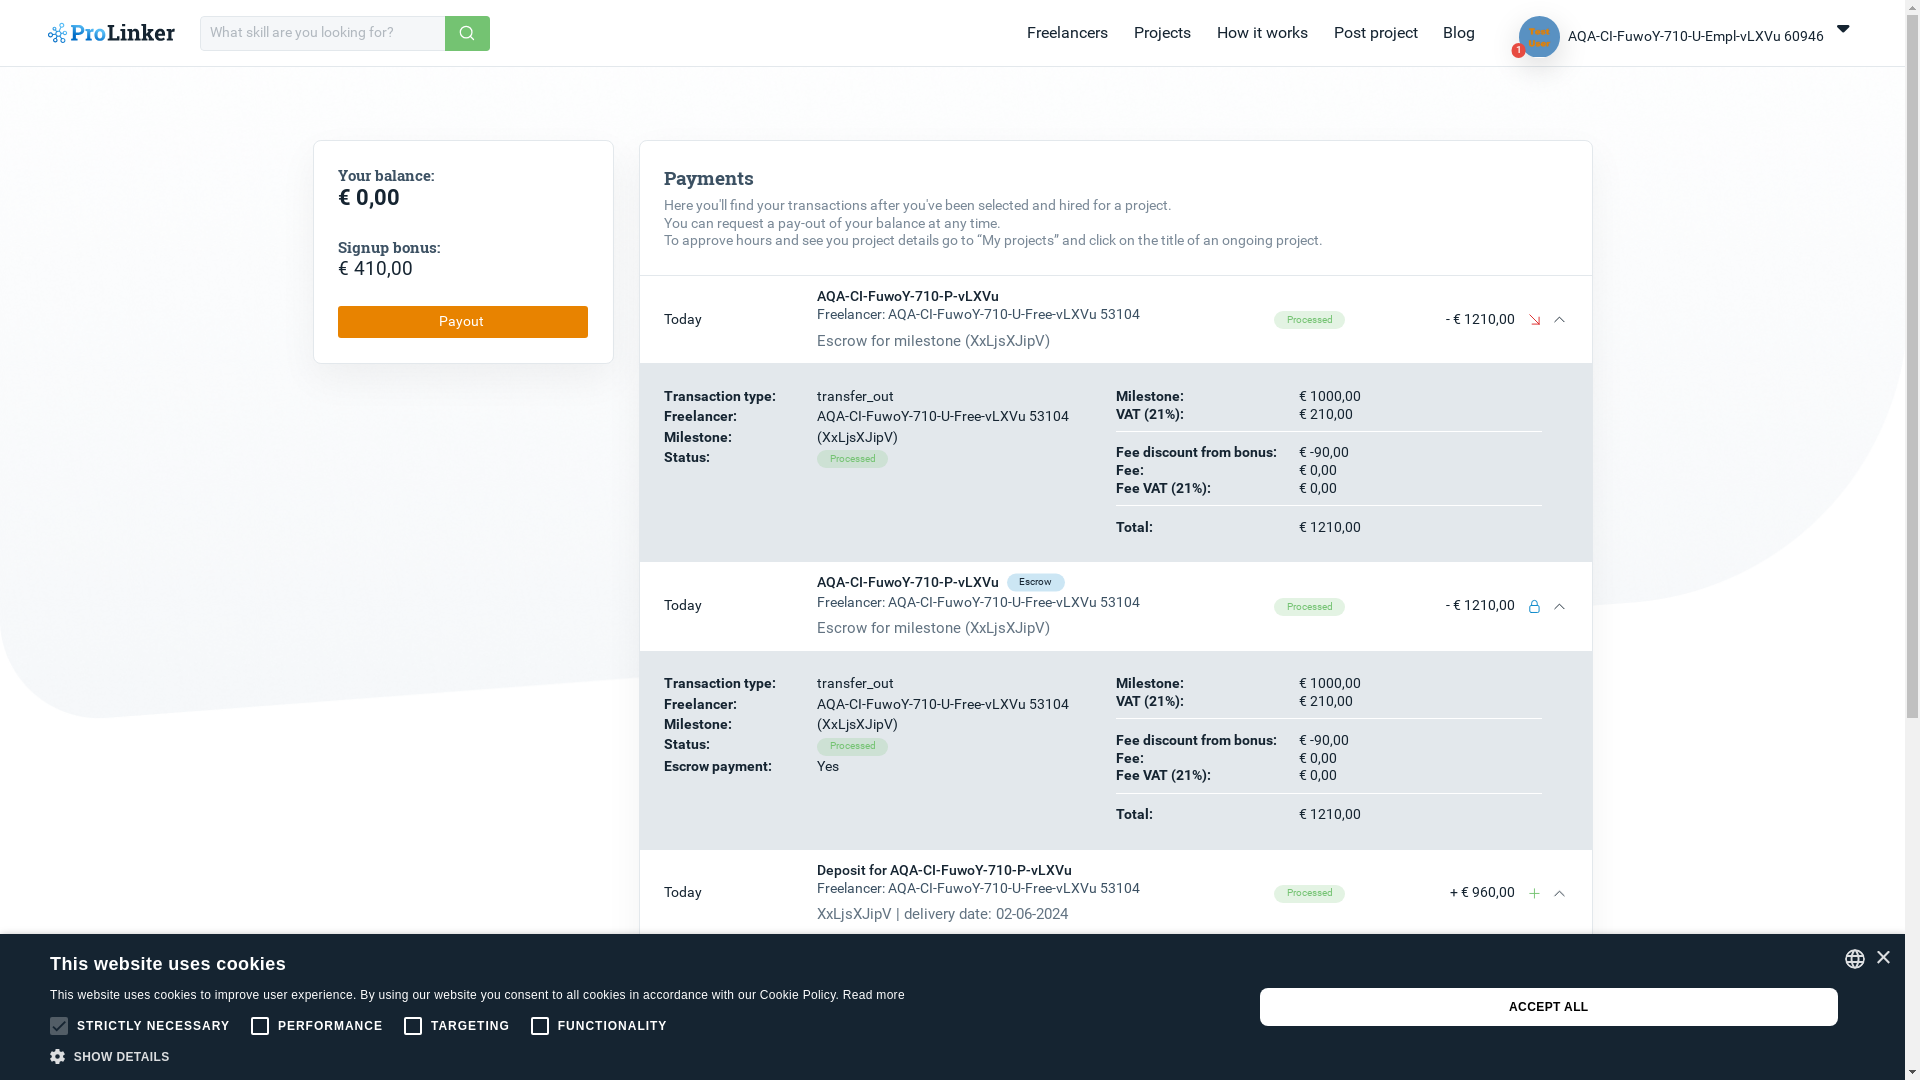 ProLinker
What skill are you looking for?
Freelancers Projects How it works Post project Blog
Test
User
1
AQA-CI-FuwoY-710-U-Empl-vLXVu 60946
Your balance:
€ 0,00
Signup bonus:
€ 410,00
Payout
Payments
Here you'll find your transactions after you've been selected and hired for a project.
You can request a pay-out of your balance at any time.
To approve hours and see you project details go to “My projects” and click on the title of an ongoing project.
Today
AQA-CI-FuwoY-710-P-vLXVu
Freelancer: AQA-CI-FuwoY-710-U-Free-vLXVu 53104
Escrow for milestone (XxLjsXJipV)
Processed
- € 1210,00
Transaction type: transfer_out
Freelancer: AQA-CI-FuwoY-710-U-Free-vLXVu 53104
Milestone: (XxLjsXJipV)
Status: Processed
Milestone: € 1000,00
VAT (21%): € 210,00
Fee discount from bonus: € -90,00
Fee: € 0,00
Fee VAT (21%): € 0,00
Total: € 1210,00
Today
AQA-CI-FuwoY-710-P-vLXVu Escrow
Freelancer: AQA-CI-FuwoY-710-U-Free-vLXVu 53104
Escrow for milestone (XxLjsXJipV)
Processed
- € 1210,00
Transaction type: transfer_out
Freelancer: AQA-CI-FuwoY-710-U-Free-vLXVu 53104
Milestone: (XxLjsXJipV)
Status: Processed
Escrow payment: Yes
Milestone: € 1000,00
VAT (21%): € 210,00
Fee discount from bonus: € -90,00
Fee: € 0,00
Fee VAT (21%): € 0,00
Total: € 1210,00
Today
Deposit for AQA-CI-FuwoY-710-P-vLXVu
Freelancer: AQA-CI-FuwoY-710-U-Free-vLXVu 53104
XxLjsXJipV | delivery date: 02-06-2024
Processed
+ € 960,00
This website uses cookies
This website uses cookies to improve user experience. By using our website you consent to all cookies in accordance with our Cookie Policy. Read more
STRICTLY NECESSARY PERFORMANCE TARGETING FUNCTIONALITY
SHOW DETAILS
ACCEPT ALL